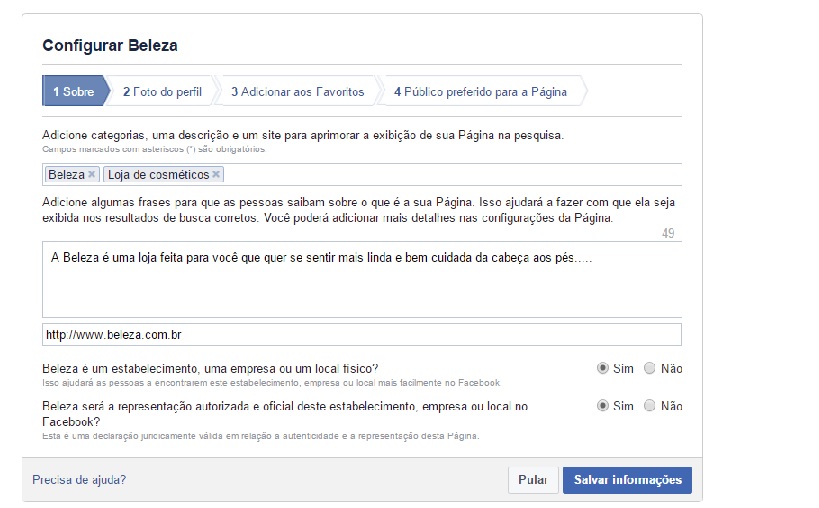 Configurar Beleza
1 Sobre 2 Foto do perfil 3 Adicionar aos Favoritos 4 Público preferido para a Página
Adicione categorias, uma descrição e um site para aprimorar a exibição de sua Página na pesquisa.
Campos marcados com asteriscos (*) são obrigatórios.
Beleza × Loja de cosméticos ×
Adicione algumas frases para que as pessoas saibam sobre o que é a sua Página. Isso ajudará a fazer com que ela seja
exibida nos resultados de busca corretos. Você poderá adicionar mais detalhes nas configurações da Página.
49
A Beleza é uma loja feita para você que quer se sentir mais linda e bem cuidada da cabeça aos pés.....
http://www.beleza.com.br
Beleza é um estabelecimento, uma empresa ou um local físico? Sim Não
Isso ajudará as pessoas a encontrarem este estabelecimento, empresa ou local mais facilmente no Facebook.
Beleza será a representação autorizada e oficial deste estabelecimento, empresa ou local no Sim Não
Facebook?
Esta é uma declaração juridicamente válida em relação a autenticidade e a representação desta Página.
Precisa de ajuda? Pular Salvar informações